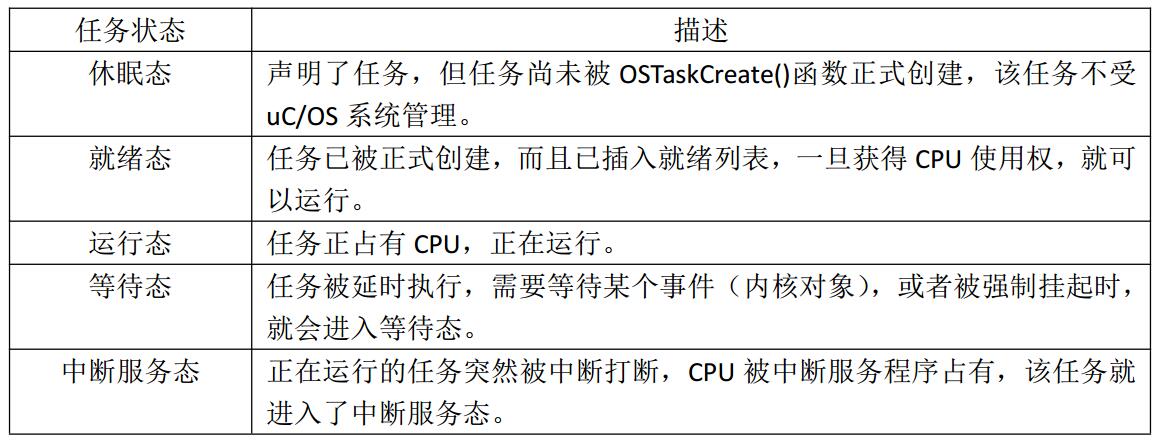 任务状态 描述
休眠态 声明了任务，但任务尚未被 OSTaskCreate()函数正式创建，该任务不受
uC/OS 系统管理。
就绪态 任务已被正式创建，而且已插入就绪列表，一旦获得 CPU 使用权，就可
以运行。
运行态 任务正占有 CPU，正在运行。
等待态 任务被延时执行，需要等待某个事件（内核对象），或者被强制挂起时，
就会进入等待态。
中断服务态 正在运行的任务突然被中断打断，CPU 被中断服务程序占有，该任务就
进入了中断服务态。